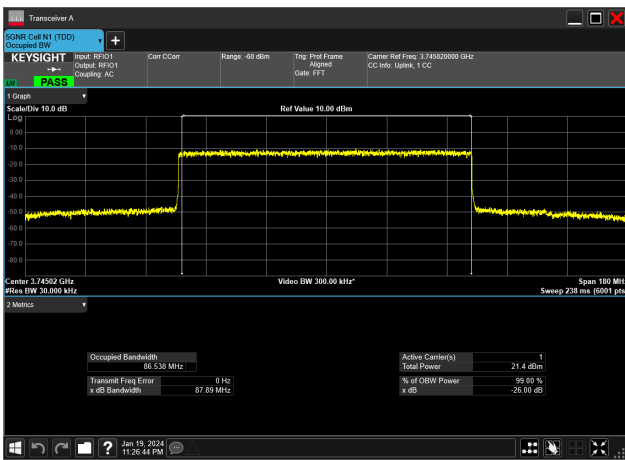 Transceiver A
5GNR Cell N1 (TDD)
Occupied BW
KEYSIGHT
LV
PASS
Input: RFIO1
Output: RFIO1
Coupling: AC
Corr CCorr
Range: -60 dBm
Trig: Prot Frame
Aligned
Gate: FFT
Carrier Ref Freq: 3.745020000 GHz
CC Info: Uplink, 1 CC
1 Graph
Scale/Div 10.0 dB
Ref Value 10.00 dBm
Log
0.00
-10.0
-20.0
-30.0
-40.0
-50.0
-60.0
-70.0
-80.0
Center 3.74502 GHz
Video BW 300.00 kHz*
Span 180 MHz
#Res BW 30.000 kHz
Sweep 238 ms (6001 pts
2 Metrics
Occupied Bandwidth
86.538 MHz
Transmit Freq Error 0 Hz
x dB Bandwidth 87.89 MHz
Active Carrier(s) 1
Total Power 21.4 dBm
% of OBW Power 99.00 %
x dB -26.00 dB
?
Jan 19, 2024
11:26:44 PM